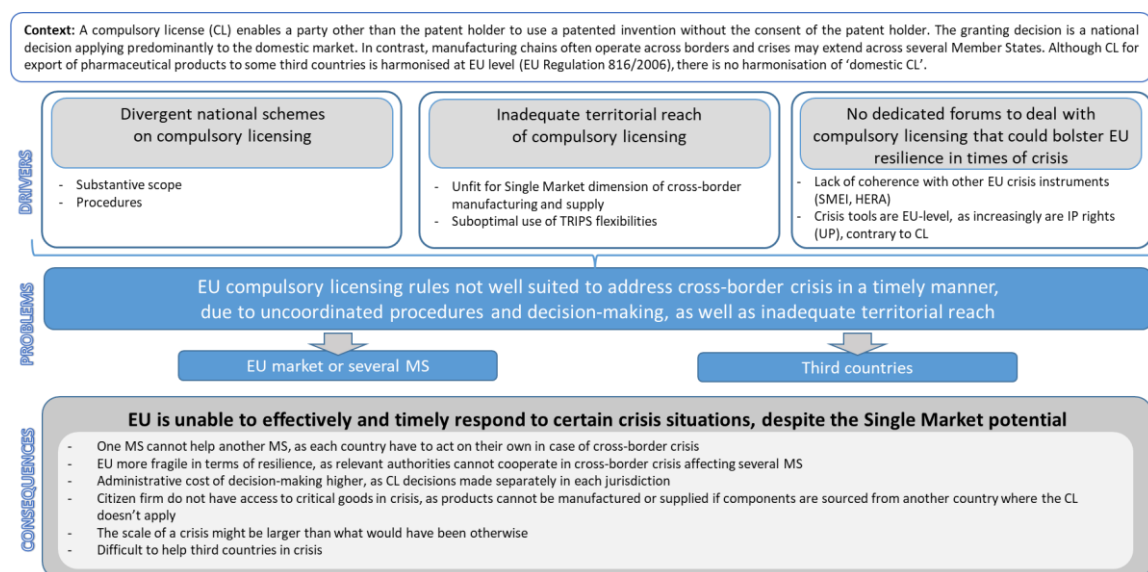 Context: A compulsory license (CL) enables a party other than the patent holder to use a patented invention without the consent of the patent holder. The granting decision is a national
decision applying predominantly to the domestic market. In contrast, manufacturing chains often operate across borders and crises may extend across several Member States. Although CL for
export of pharmaceutical products to some third countries is harmonised at EU level (EU Regulation 816/2006), there is no harmonisation of ‘domestic CL’.
DRIVERS
Divergent national schemes
on compulsory licensing
- Substantive scope
- Procedures
Inadequate territorial reach
of compulsory licensing
- Unfit for Single Market dimension of cross-border
manufacturing and supply
- Suboptimal use of TRIPS flexibilities
No dedicated forums to deal with
compulsory licensing that could bolster EU
resilience in times of crisis
- Lack of coherence with other EU crisis instruments
(SMEI, HERA)
- Crisis tools are EU-level, as increasingly are IP rights
(UP), contrary to CL
PROBLEMS
EU compulsory licensing rules not well suited to address cross-border crisis in a timely manner,
due to uncoordinated procedures and decision-making, as well as inadequate territorial reach
EU market or several MS
Third countries
CONSEQUENCES
EU is unable to effectively and timely respond to certain crisis situations, despite the Single Market potential
- One MS cannot help another MS, as each country have to act on their own in case of cross-border crisis
- EU more fragile in terms of resilience, as relevant authorities cannot cooperate in cross-border crisis affecting several MS
- Administrative cost of decision-making higher, as CL decisions made separately in each jurisdiction
- Citizen firm do not have access to critical goods in crisis, as products cannot be manufactured or supplied if components are sourced from another country where the CL
doesn’t apply
- The scale of a crisis might be larger than what would have been otherwise
- Difficult to help third countries in crisis